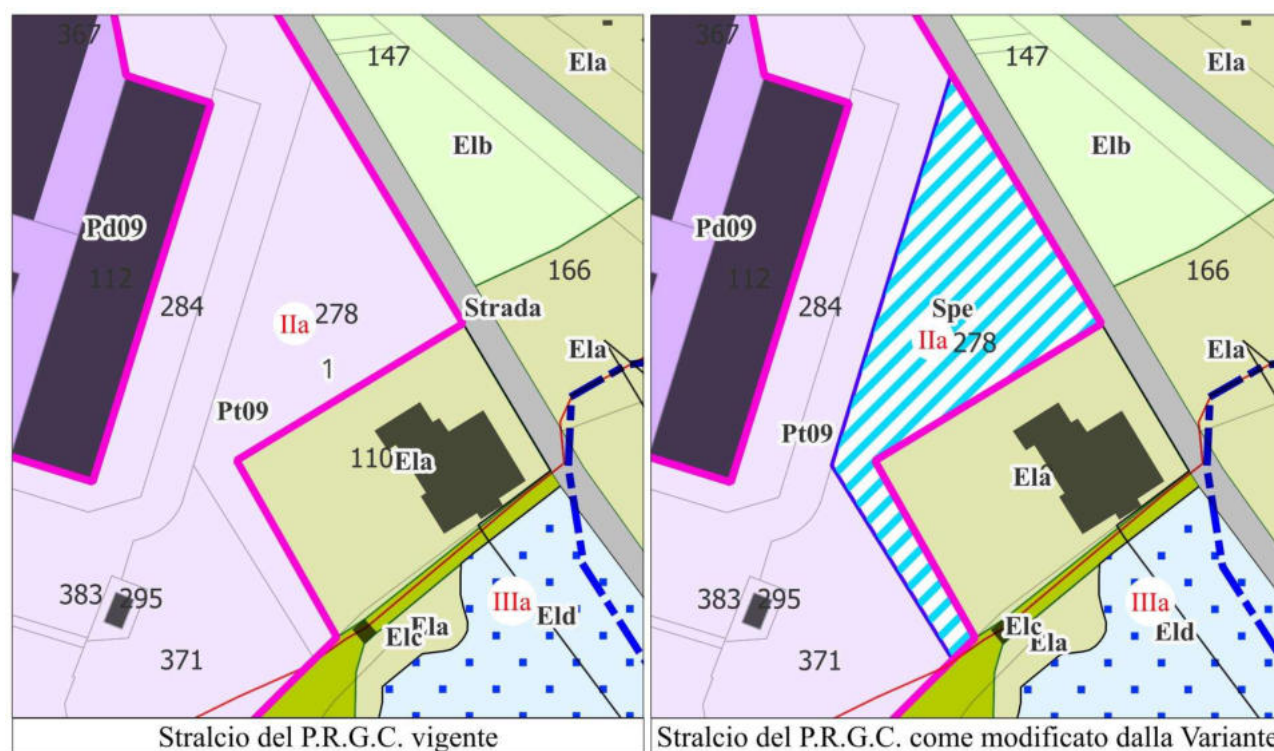 367
147
Ela
Elb
Pd09
112
284
166
Strada
IIa 278
1
Ela
Pt09
110 Ela
383 295
IIIa
Eld
Elc Ela
371
Stralcio del P.R.G.C. vigente
367
147
Ela
Elb
Pd09
112
284
166
Spe
IIa 278
Ela
Pt09
Ela
383 295
IIIa
Elc
Ela
Eld
371
Stralcio del P.R.G.C. come modificato dalla Variante